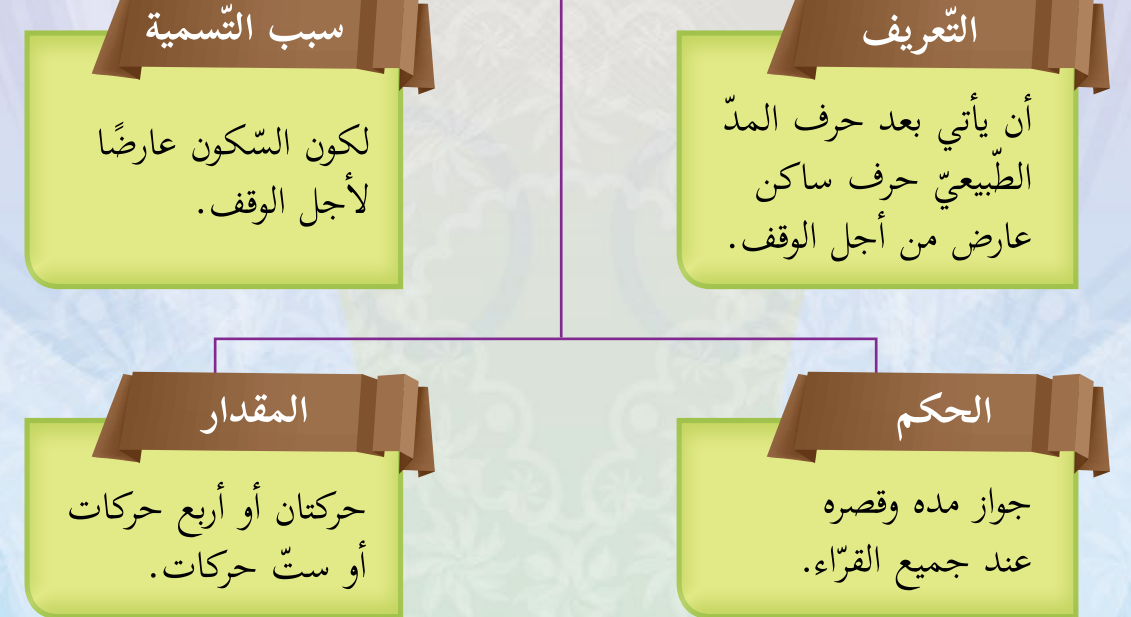 التّعريف
أن يأتي بعد حرف المدّ
الطّبيعيّ حرف ساكن
عارض من أجل الوقف.
سبب التّسمية
لكون السّكون عارضًا
لأجل الوقف.
الحكم
جواز مده وقصره
عند جميع القرّاء.
المقدار
حركتان أو أربع حركات
أو ستّ حركات.